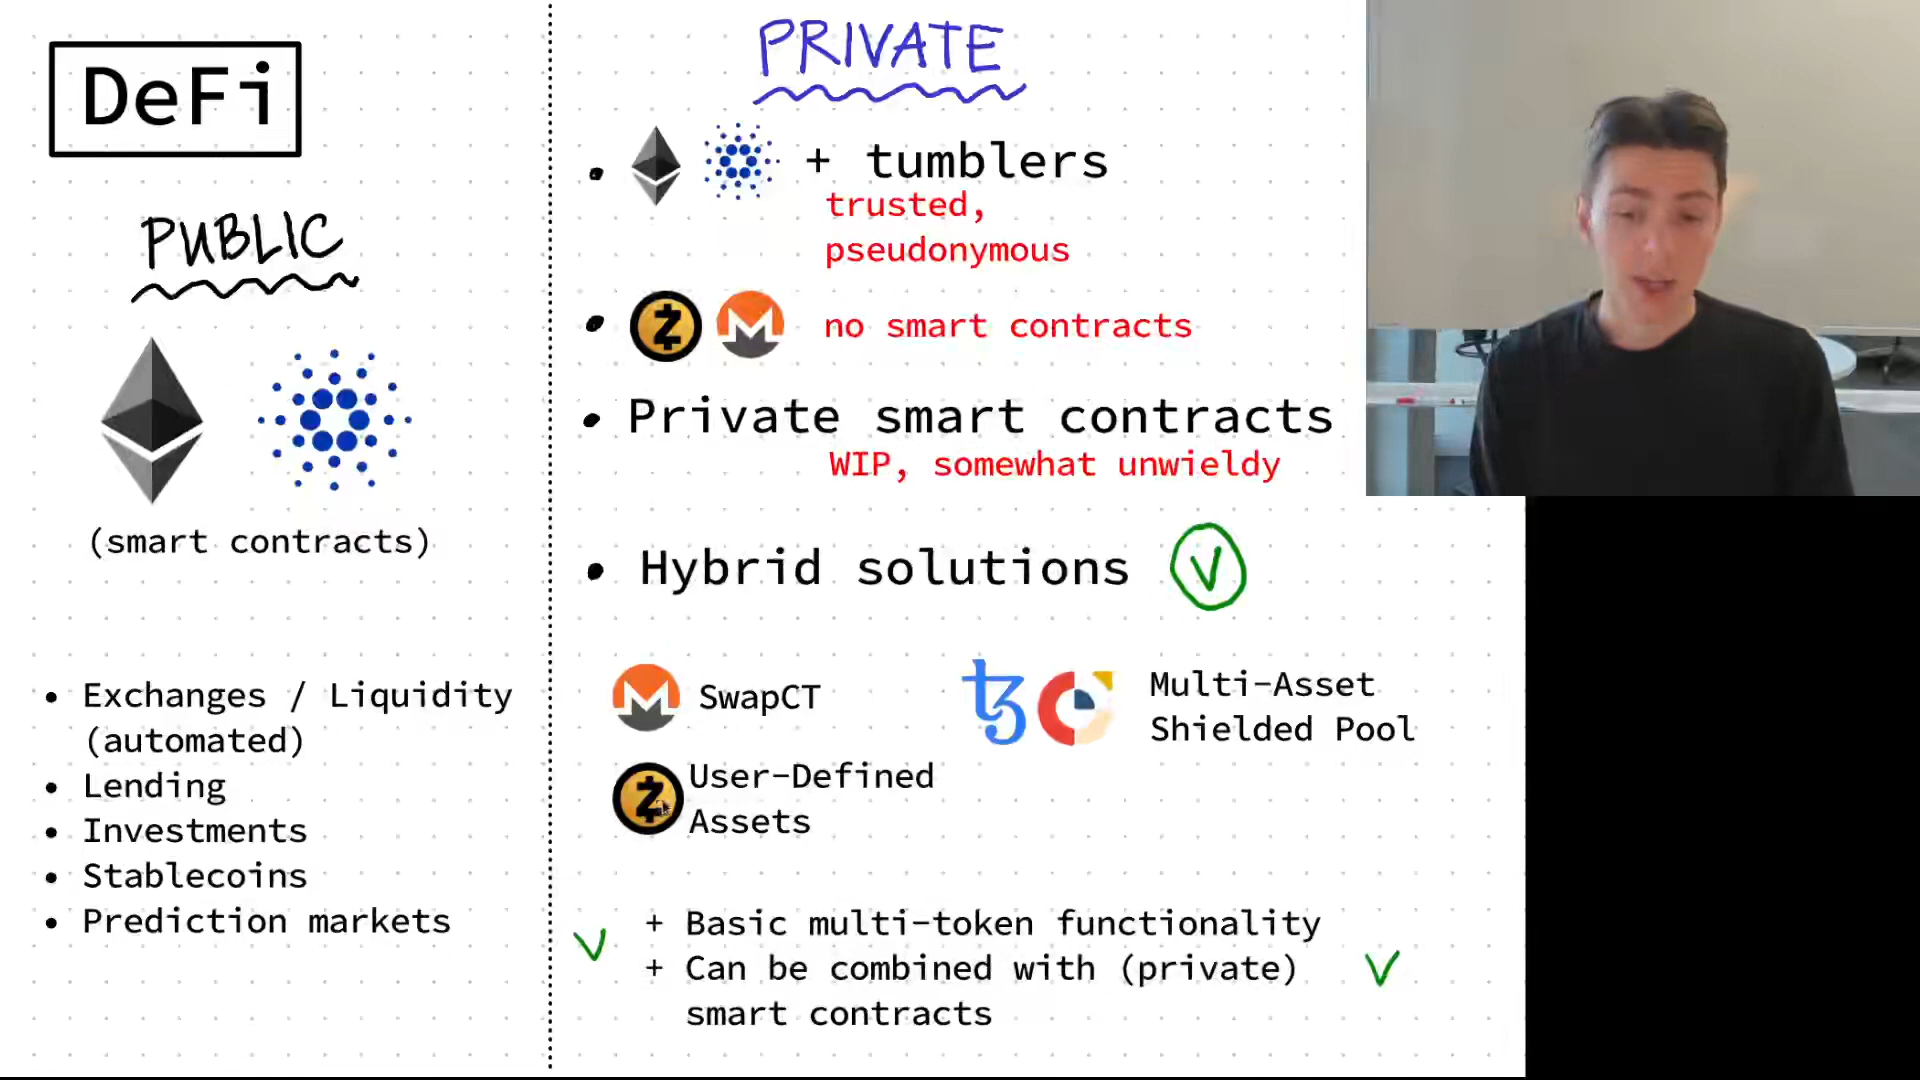 DeFi
PUBLIC
(smart contracts)
• Exchanges / Liquidity
(automated)
• Lending
• Investments
• Stablecoins
• Prediction markets
PRIVATE
• + tumblers
trusted,
pseudonymous
• no smart contracts
• Private smart contracts
WIP, somewhat unwieldy
• Hybrid solutions
SwapCT
Multi-Asset
Shielded Pool
User-Defined
Assets
+ Basic multi-token functionality
+ Can be combined with (private)
smart contracts